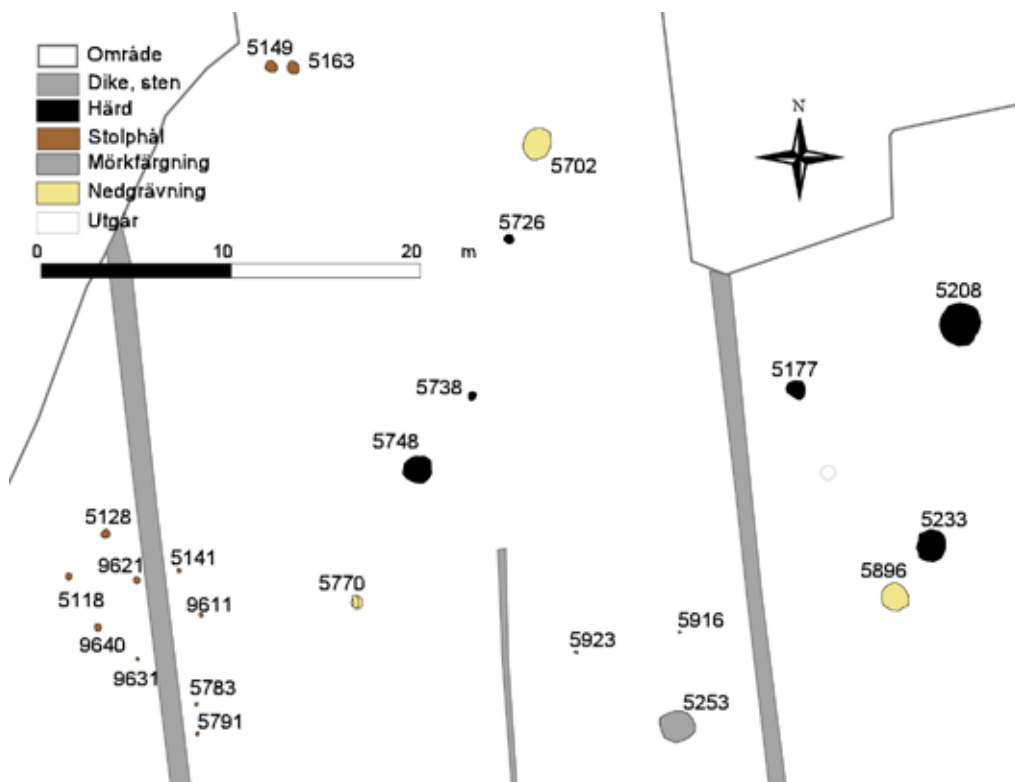 Område
Dike, sten
Härd
Stolphål
Mörkfärgning
Nedgrävning
Utgår
0 10 20 m
N
5149 5163
5702
5726
5208
5177
5738
5748
5128
5233
9621 5141
5896
5770
5118
9611
5916
9640
5923
9631
5783
5253
5791